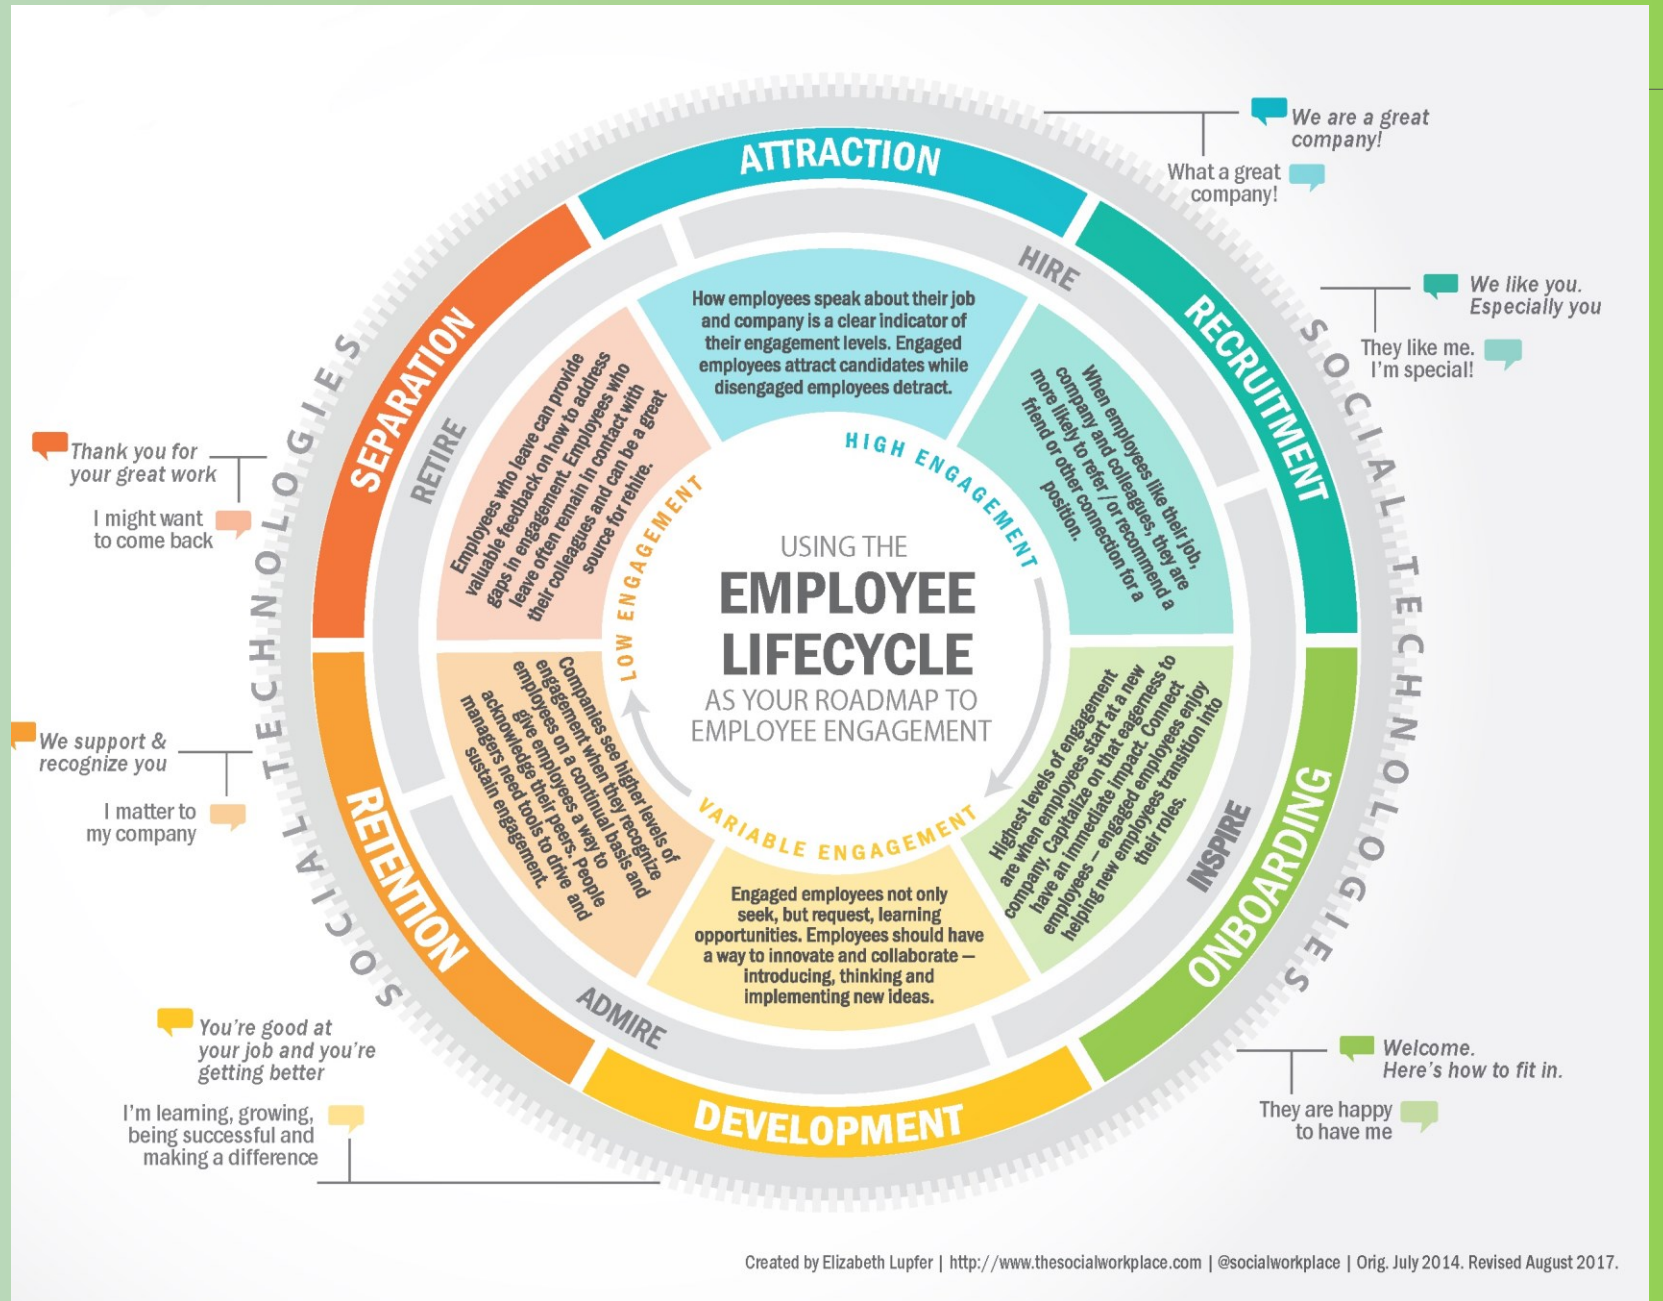 USING THE
EMPLOYEE
LIFECYCLE
AS YOUR ROADMAP TO
EMPLOYEE ENGAGEMENT
HIGH ENGAGEMENT
VARIABLE ENGAGEMENT
LOW ENGAGEMENT
ATTRACTION
How employees speak about their job
and company is a clear indicator of
their engagement levels. Engaged
employees attract candidates while
disengaged employees detract.
We are a great
company!
What a great
company!
HIRE
RECRUITMENT
When employees like their job,
company and colleagues, they are
more likely to refer /or recommend a
friend or other connection for a
position.
We like you.
Especially you
They like me.
I'm special!
ONBOARDING
Highest levels of engagement
are when employees start at a new
company. Capitalize on that eagerness to
have an immediate impact. Connect
employees – engaged employees enjoy
helping new employees transition into
their roles.
INSPIRE
Welcome.
Here's how to fit in.
They are happy
to have me
DEVELOPMENT
Engaged employees not only
seek, but request, learning
opportunities. Employees should have
a way to innovate and collaborate –
introducing, thinking and
implementing new ideas.
ADMIRE
You're good at
your job and you're
getting better
I'm learning, growing,
being successful and
making a difference
RETENTION
Companies see higher levels of
engagement when they recognize
employees on a continual basis and
give employees a way to
acknowledge their peers. People
managers need tools to drive and
sustain engagement.
We support &
recognize you
I matter to
my company
SEPARATION
Employees who leave can provide
valuable feedback on how to address
gaps in engagement. Employees who
leave often remain in contact with
their colleagues and can be a great
source for rehire.
RETIRE
Thank you for
your great work
I might want
to come back
SOCIAL TECHNOLOGIES
SOCIAL TECHNOLOGIES
Created by Elizabeth Lupfer | http://www.thesocialworkplace.com | @socialworkplace | Orig. July 2014. Revised August 2017.